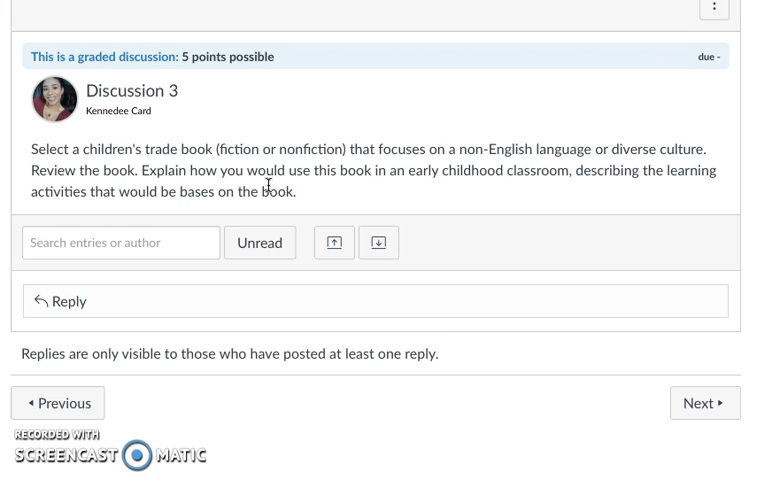 This is a graded discussion: 5 points possible
due -
Discussion 3
Kennedee Card
Select a children's trade book (fiction or nonfiction) that focuses on a non-English language or diverse culture.
Review the book. Explain how you would use this book in an early childhood classroom, describing the learning
activities that would be bases on the book.
Search entries or author
Unread
Reply
Replies are only visible to those who have posted at least one reply.
Previous
Next
RECORDED WITH
SCREENCAST MATIC